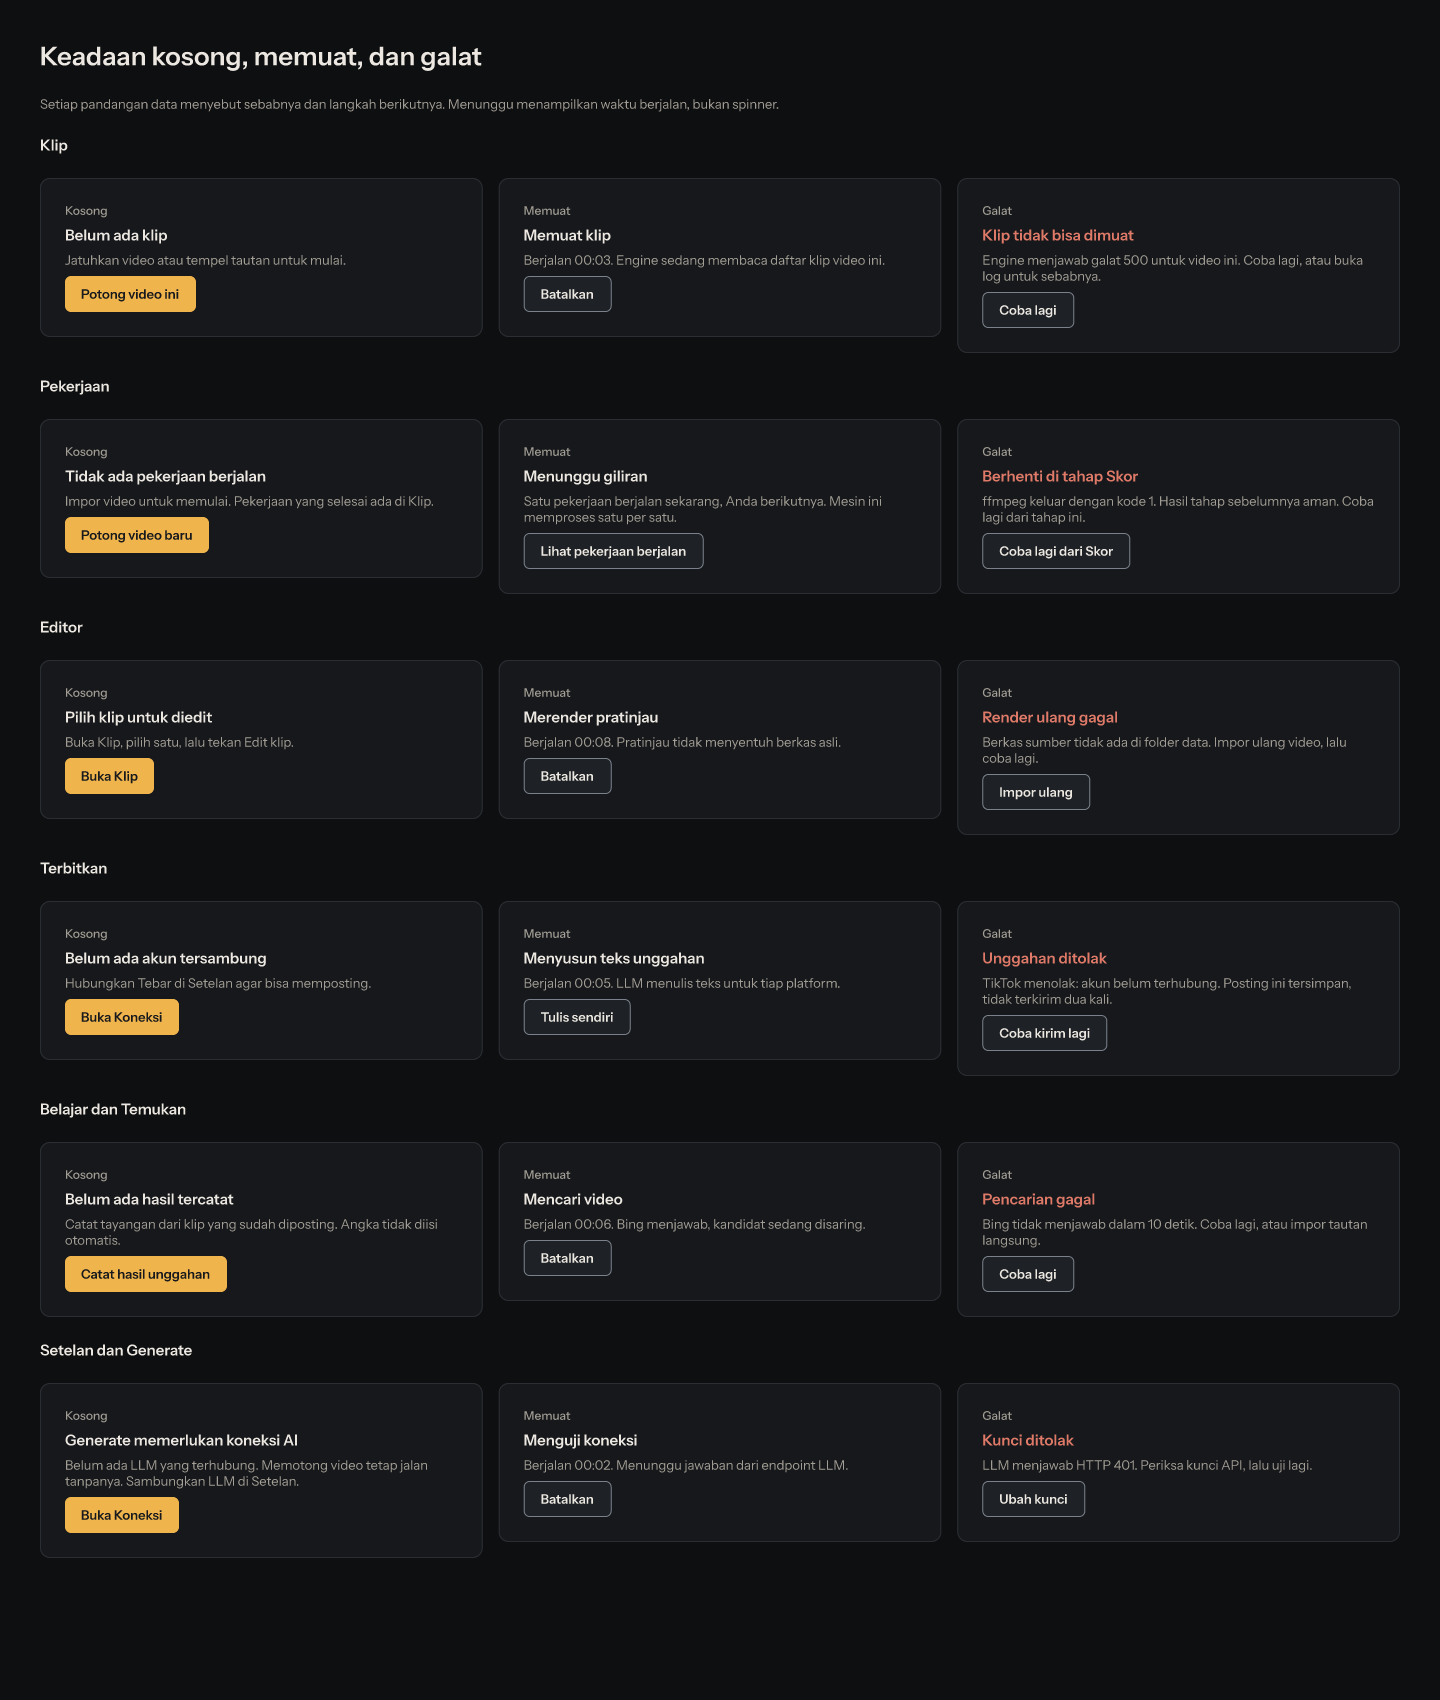 Keadaan kosong, memuat, dan galat
Setiap pandangan data menyebut sebabnya dan langkah berikutnya. Menunggu menampilkan waktu berjalan, bukan spinner.
Klip
Kosong
Belum ada klip
Jatuhkan video atau tempel tautan untuk mulai.
Potong video ini
Memuat
Memuat klip
Berjalan 00:03. Engine sedang membaca daftar klip video ini.
Batalkan
Galat
Klip tidak bisa dimuat
Engine menjawab galat 500 untuk video ini. Coba lagi, atau buka
log untuk sebabnya.
Coba lagi
Pekerjaan
Kosong
Tidak ada pekerjaan berjalan
Impor video untuk memulai. Pekerjaan yang selesai ada di Klip.
Potong video baru
Memuat
Menunggu giliran
Satu pekerjaan berjalan sekarang, Anda berikutnya. Mesin ini
memproses satu per satu.
Lihat pekerjaan berjalan
Galat
Berhenti di tahap Skor
ffmpeg keluar dengan kode 1. Hasil tahap sebelumnya aman. Coba
lagi dari tahap ini.
Coba lagi dari Skor
Editor
Kosong
Pilih klip untuk diedit
Buka Klip, pilih satu, lalu tekan Edit klip.
Buka Klip
Memuat
Merender pratinjau
Berjalan 00:08. Pratinjau tidak menyentuh berkas asli.
Batalkan
Galat
Render ulang gagal
Berkas sumber tidak ada di folder data. Impor ulang video, lalu
coba lagi.
Impor ulang
Terbitkan
Kosong
Belum ada akun tersambung
Hubungkan Tebar di Setelan agar bisa memposting.
Buka Koneksi
Memuat
Menyusun teks unggahan
Berjalan 00:05. LLM menulis teks untuk tiap platform.
Tulis sendiri
Galat
Unggahan ditolak
TikTok menolak: akun belum terhubung. Posting ini tersimpan,
tidak terkirim dua kali.
Coba kirim lagi
Belajar dan Temukan
Kosong
Belum ada hasil tercatat
Catat tayangan dari klip yang sudah diposting. Angka tidak diisi
otomatis.
Catat hasil unggahan
Memuat
Mencari video
Berjalan 00:06. Bing menjawab, kandidat sedang disaring.
Batalkan
Galat
Pencarian gagal
Bing tidak menjawab dalam 10 detik. Coba lagi, atau impor tautan
langsung.
Coba lagi
Setelan dan Generate
Kosong
Generate memerlukan koneksi AI
Belum ada LLM yang terhubung. Memotong video tetap jalan
tanpanya. Sambungkan LLM di Setelan.
Buka Koneksi
Memuat
Menguji koneksi
Berjalan 00:02. Menunggu jawaban dari endpoint LLM.
Batalkan
Galat
Kunci ditolak
LLM menjawab HTTP 401. Periksa kunci API, lalu uji lagi.
Ubah kunci